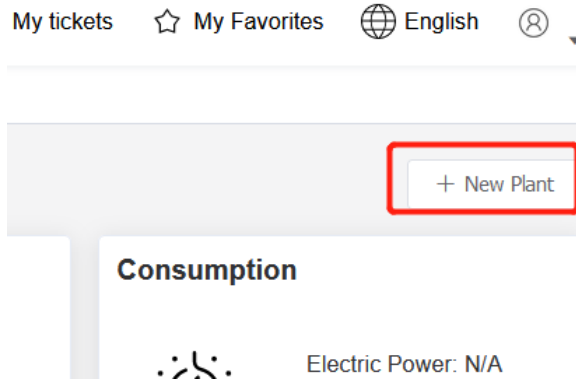 My tickets My Favorites English
+ New Plant
Consumption
Electric Power: N/A